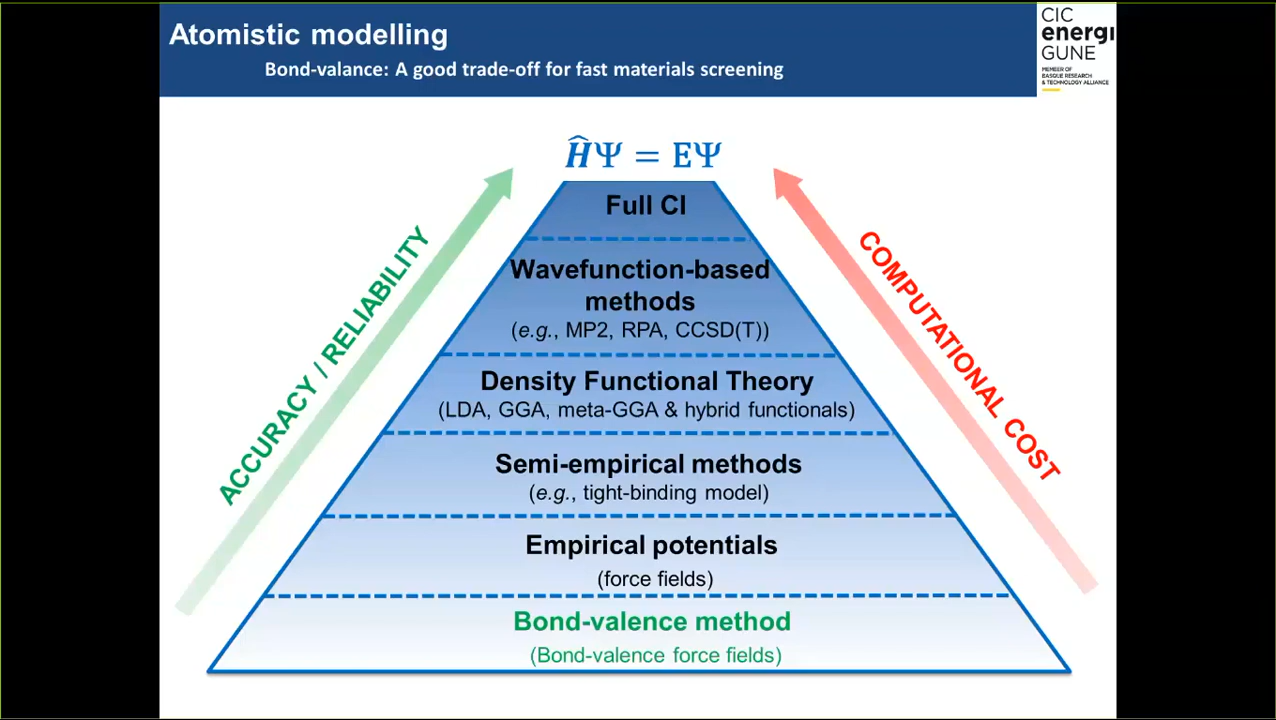 Atomistic modelling
Bond-valance: A good trade-off for fast materials screening
CIC
energi
GUNE
MEMBER OF
BASQUE RESEARCH
& TECHNOLOGY ALLIANCE
ĤΨ = EΨ
Full CI
Wavefunction-based
methods
(e.g., MP2, RPA, CCSD(T))
Density Functional Theory
(LDA, GGA, meta-GGA & hybrid functionals)
Semi-empirical methods
(e.g., tight-binding model)
Empirical potentials
(force fields)
Bond-valence method
(Bond-valence force fields)
ACCURACY / RELIABILITY
COMPUTATIONAL COST